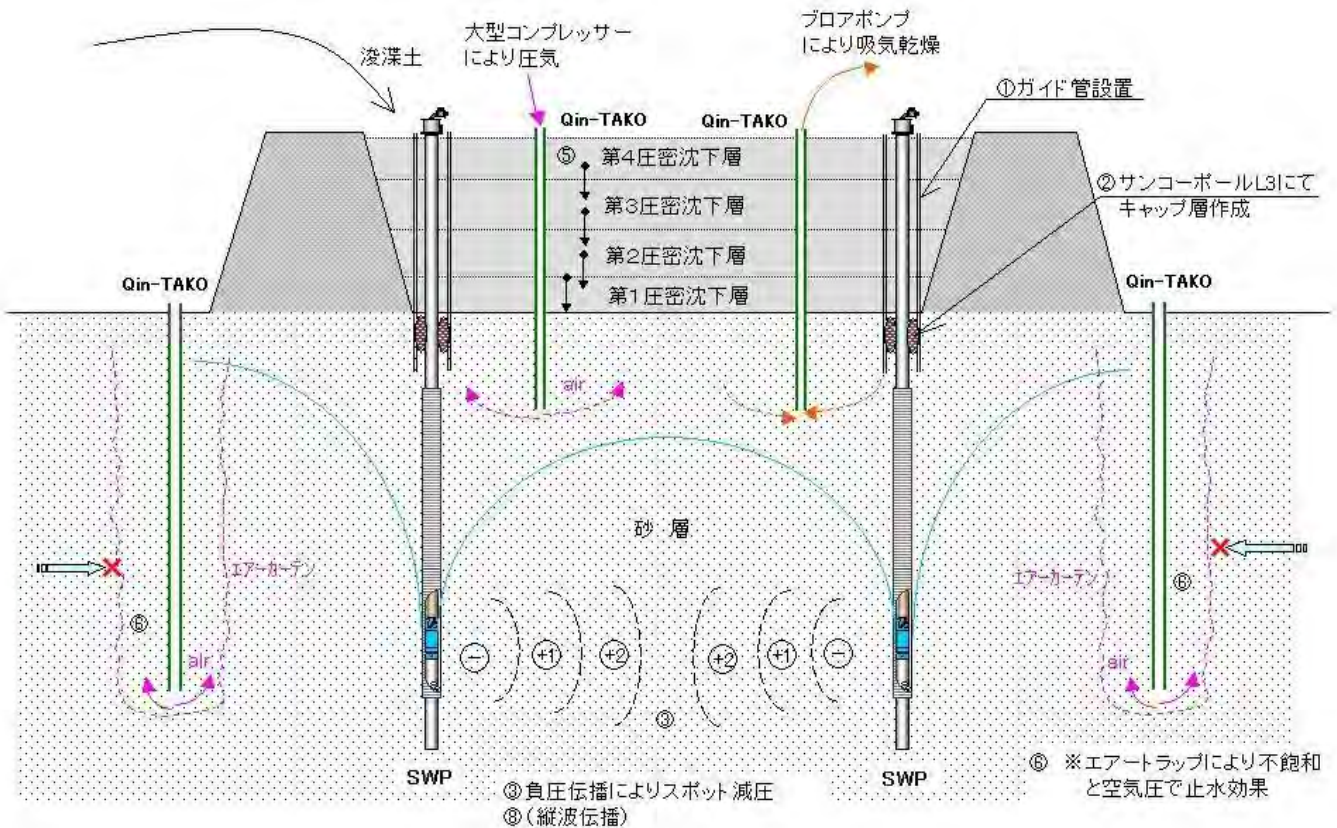 浚渫土
大型コンプレッサー
により圧気
ブロアポンプ
により吸気乾燥
①ガイド管設置
Qin-TAKO
Qin-TAKO
⑤ 第4圧密沈下層
②サンコーポールL3にて
キャップ層作成
第3圧密沈下層
第2圧密沈下層
Qin-TAKO
Qin-TAKO
第1圧密沈下層
air
砂 層
エアーカーテン
エアーカーテン
⑥
⑥
− +1 +2 +2 +1 −
air
air
③
SWP
SWP
⑥ ※エアートラップにより不飽和
と空気圧で止水効果
③負圧伝播によりスポット減圧
⑧(縦波伝播)